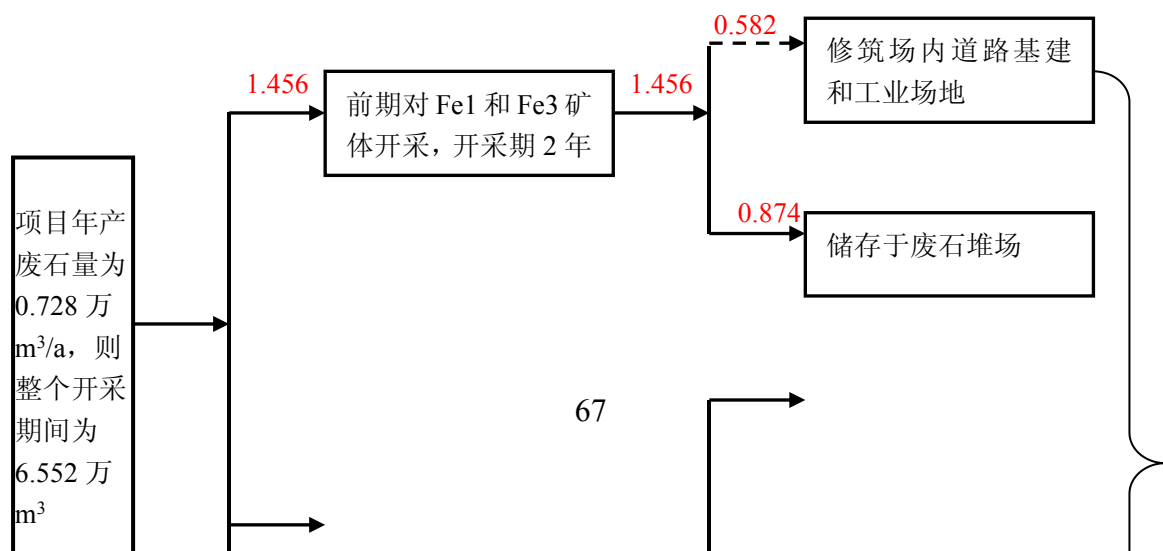 0.582
修筑场内道路基建
和工业场地
1.456
前期对 Fe1 和 Fe3 矿
体开采，开采期 2 年
1.456
0.874
储存于废石堆场
项目年产
废石量为
0.728 万
m³/a，则
整个开采
期间为
6.552 万
m³
67